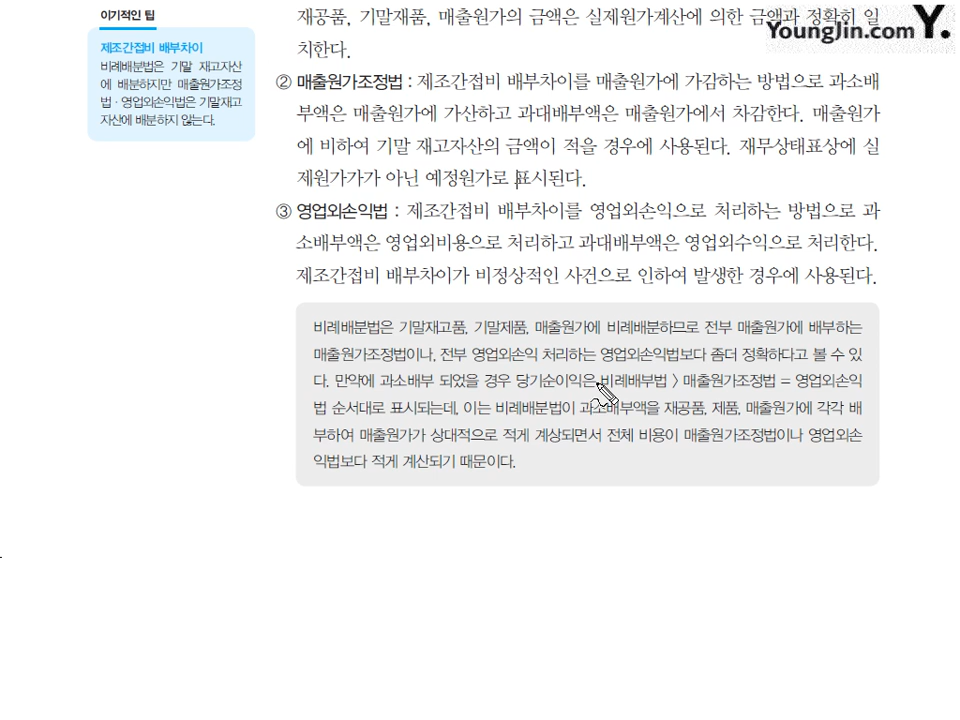 이기적인 팁
제조간접비 배부차이
비례배분법은 기말 재고자산
에 배분하지만 매출원가조정
법·영업외손익법은 기말재고
자산에 배분하지 않는다.
재공품, 기말재품, 매출원가의 금액은 실제원가계산에 의한 금액과 정확히 일
치한다.
YoungJin.com Y.
② 매출원가조정법 : 제조간접비 배부차이를 매출원가에 가감하는 방법으로 과소배
부액은 매출원가에 가산하고 과대배부액은 매출원가에서 차감한다. 매출원가
에 비하여 기말 재고자산의 금액이 적을 경우에 사용된다. 재무상태표상에 실
제원가가가 아닌 예정원가로 표시된다.
③ 영업외손익법 : 제조간접비 배부차이를 영업외손익으로 처리하는 방법으로 과
소배부액은 영업외비용으로 처리하고 과대배부액은 영업외수익으로 처리한다.
제조간접비 배부차이가 비정상적인 사건으로 인하여 발생한 경우에 사용된다.
비례배분법은 기말재고품, 기말제품, 매출원가에 비례배분하므로 전부 매출원가에 배부하는
매출원가조정법이나, 전부 영업외손익 처리하는 영업외손익법보다 좀더 정확하다고 볼 수 있
다. 만약에 과소배부 되었을 경우 당기순이익은 비례배부법 〉 매출원가조정법 = 영업외손익
법 순서대로 표시되는데, 이는 비례배분법이 과소배부액을 재공품, 제품, 매출원가에 각각 배
부하여 매출원가가 상대적으로 적게 계상되면서 전체 비용이 매출원가조정법이나 영업외손
익법보다 적게 계산되기 때문이다.